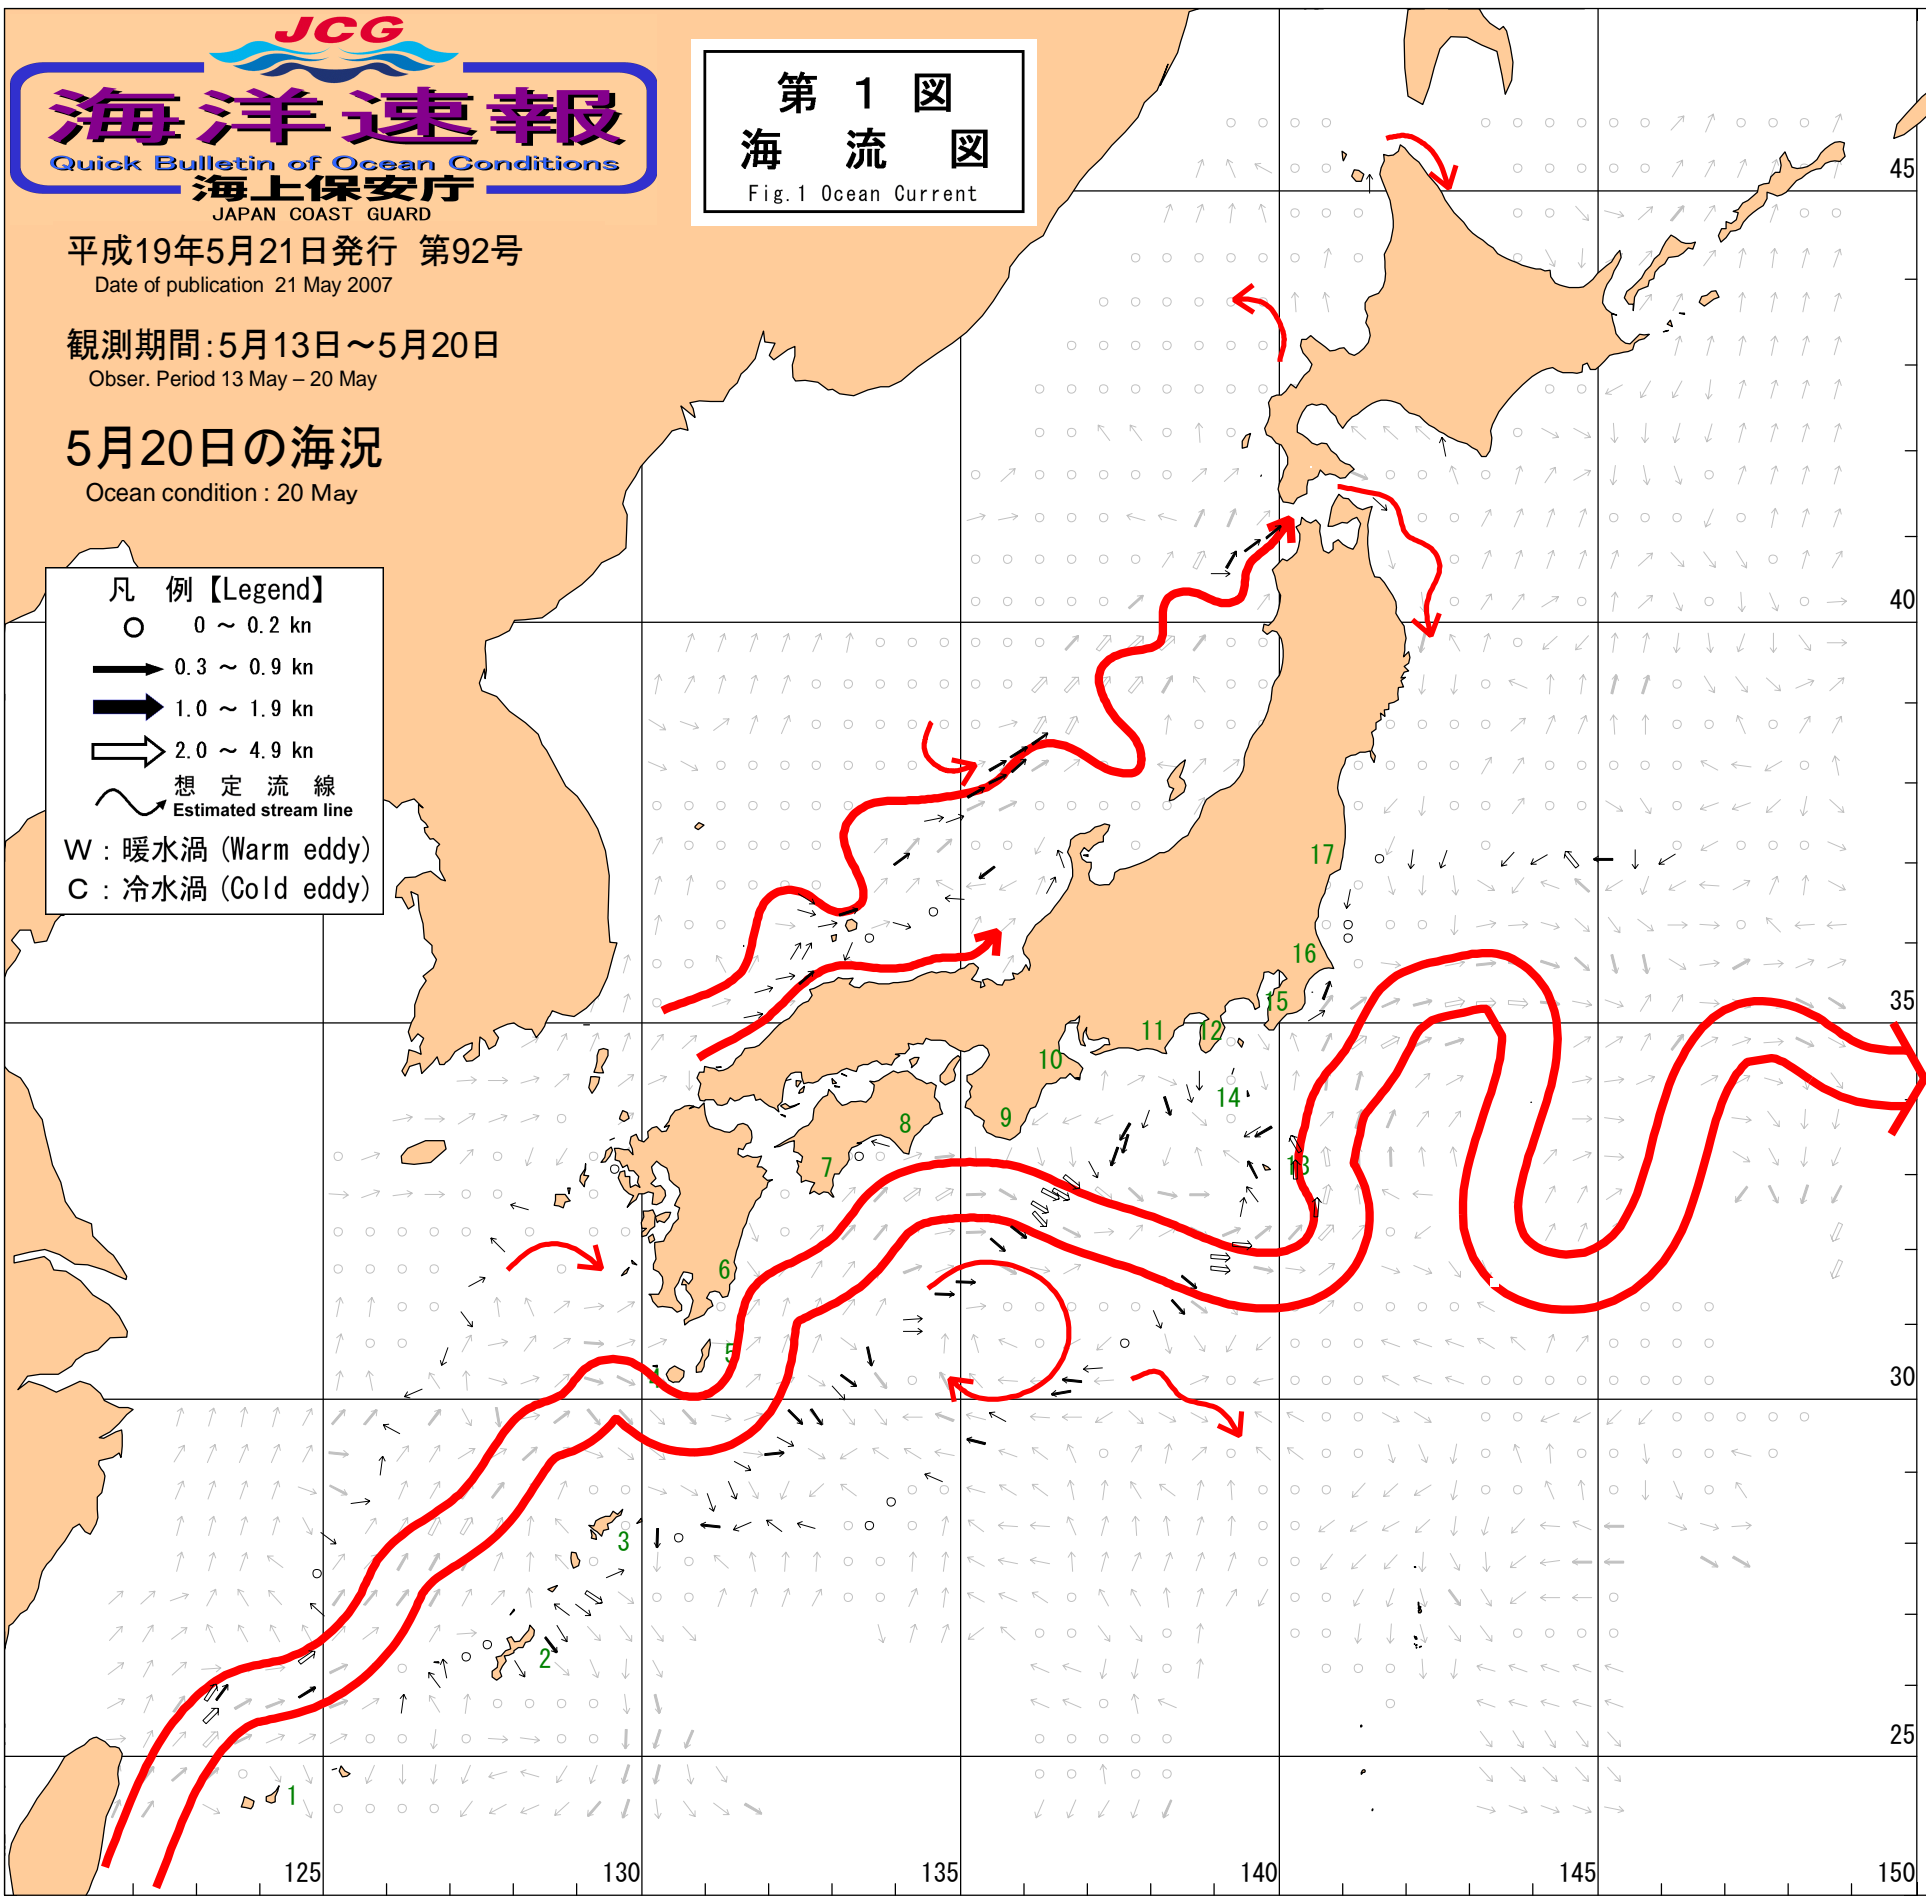 JCG
海洋速報
Quick Bulletin of Ocean Conditions
海上保安庁
JAPAN COAST GUARD
平成19年5月21日発行 第92号
Date of publication 21 May 2007
観測期間:5月13日～5月20日
Obser. Period 13 May – 20 May
5月20日の海況
Ocean condition : 20 May
第 1 図
海 流 図
Fig.1 Ocean Current
凡 例【Legend】
0 ～ 0.2 kn
0.3 ～ 0.9 kn
1.0 ～ 1.9 kn
2.0 ～ 4.9 kn
想 定 流 線
Estimated stream line
W : 暖水渦 (Warm eddy)
C : 冷水渦 (Cold eddy)
45
40
35
30
25
125
130
135
140
145
150
17
16
15
12
11
10
14
9
8
7
13
6
5
4
3
2
1